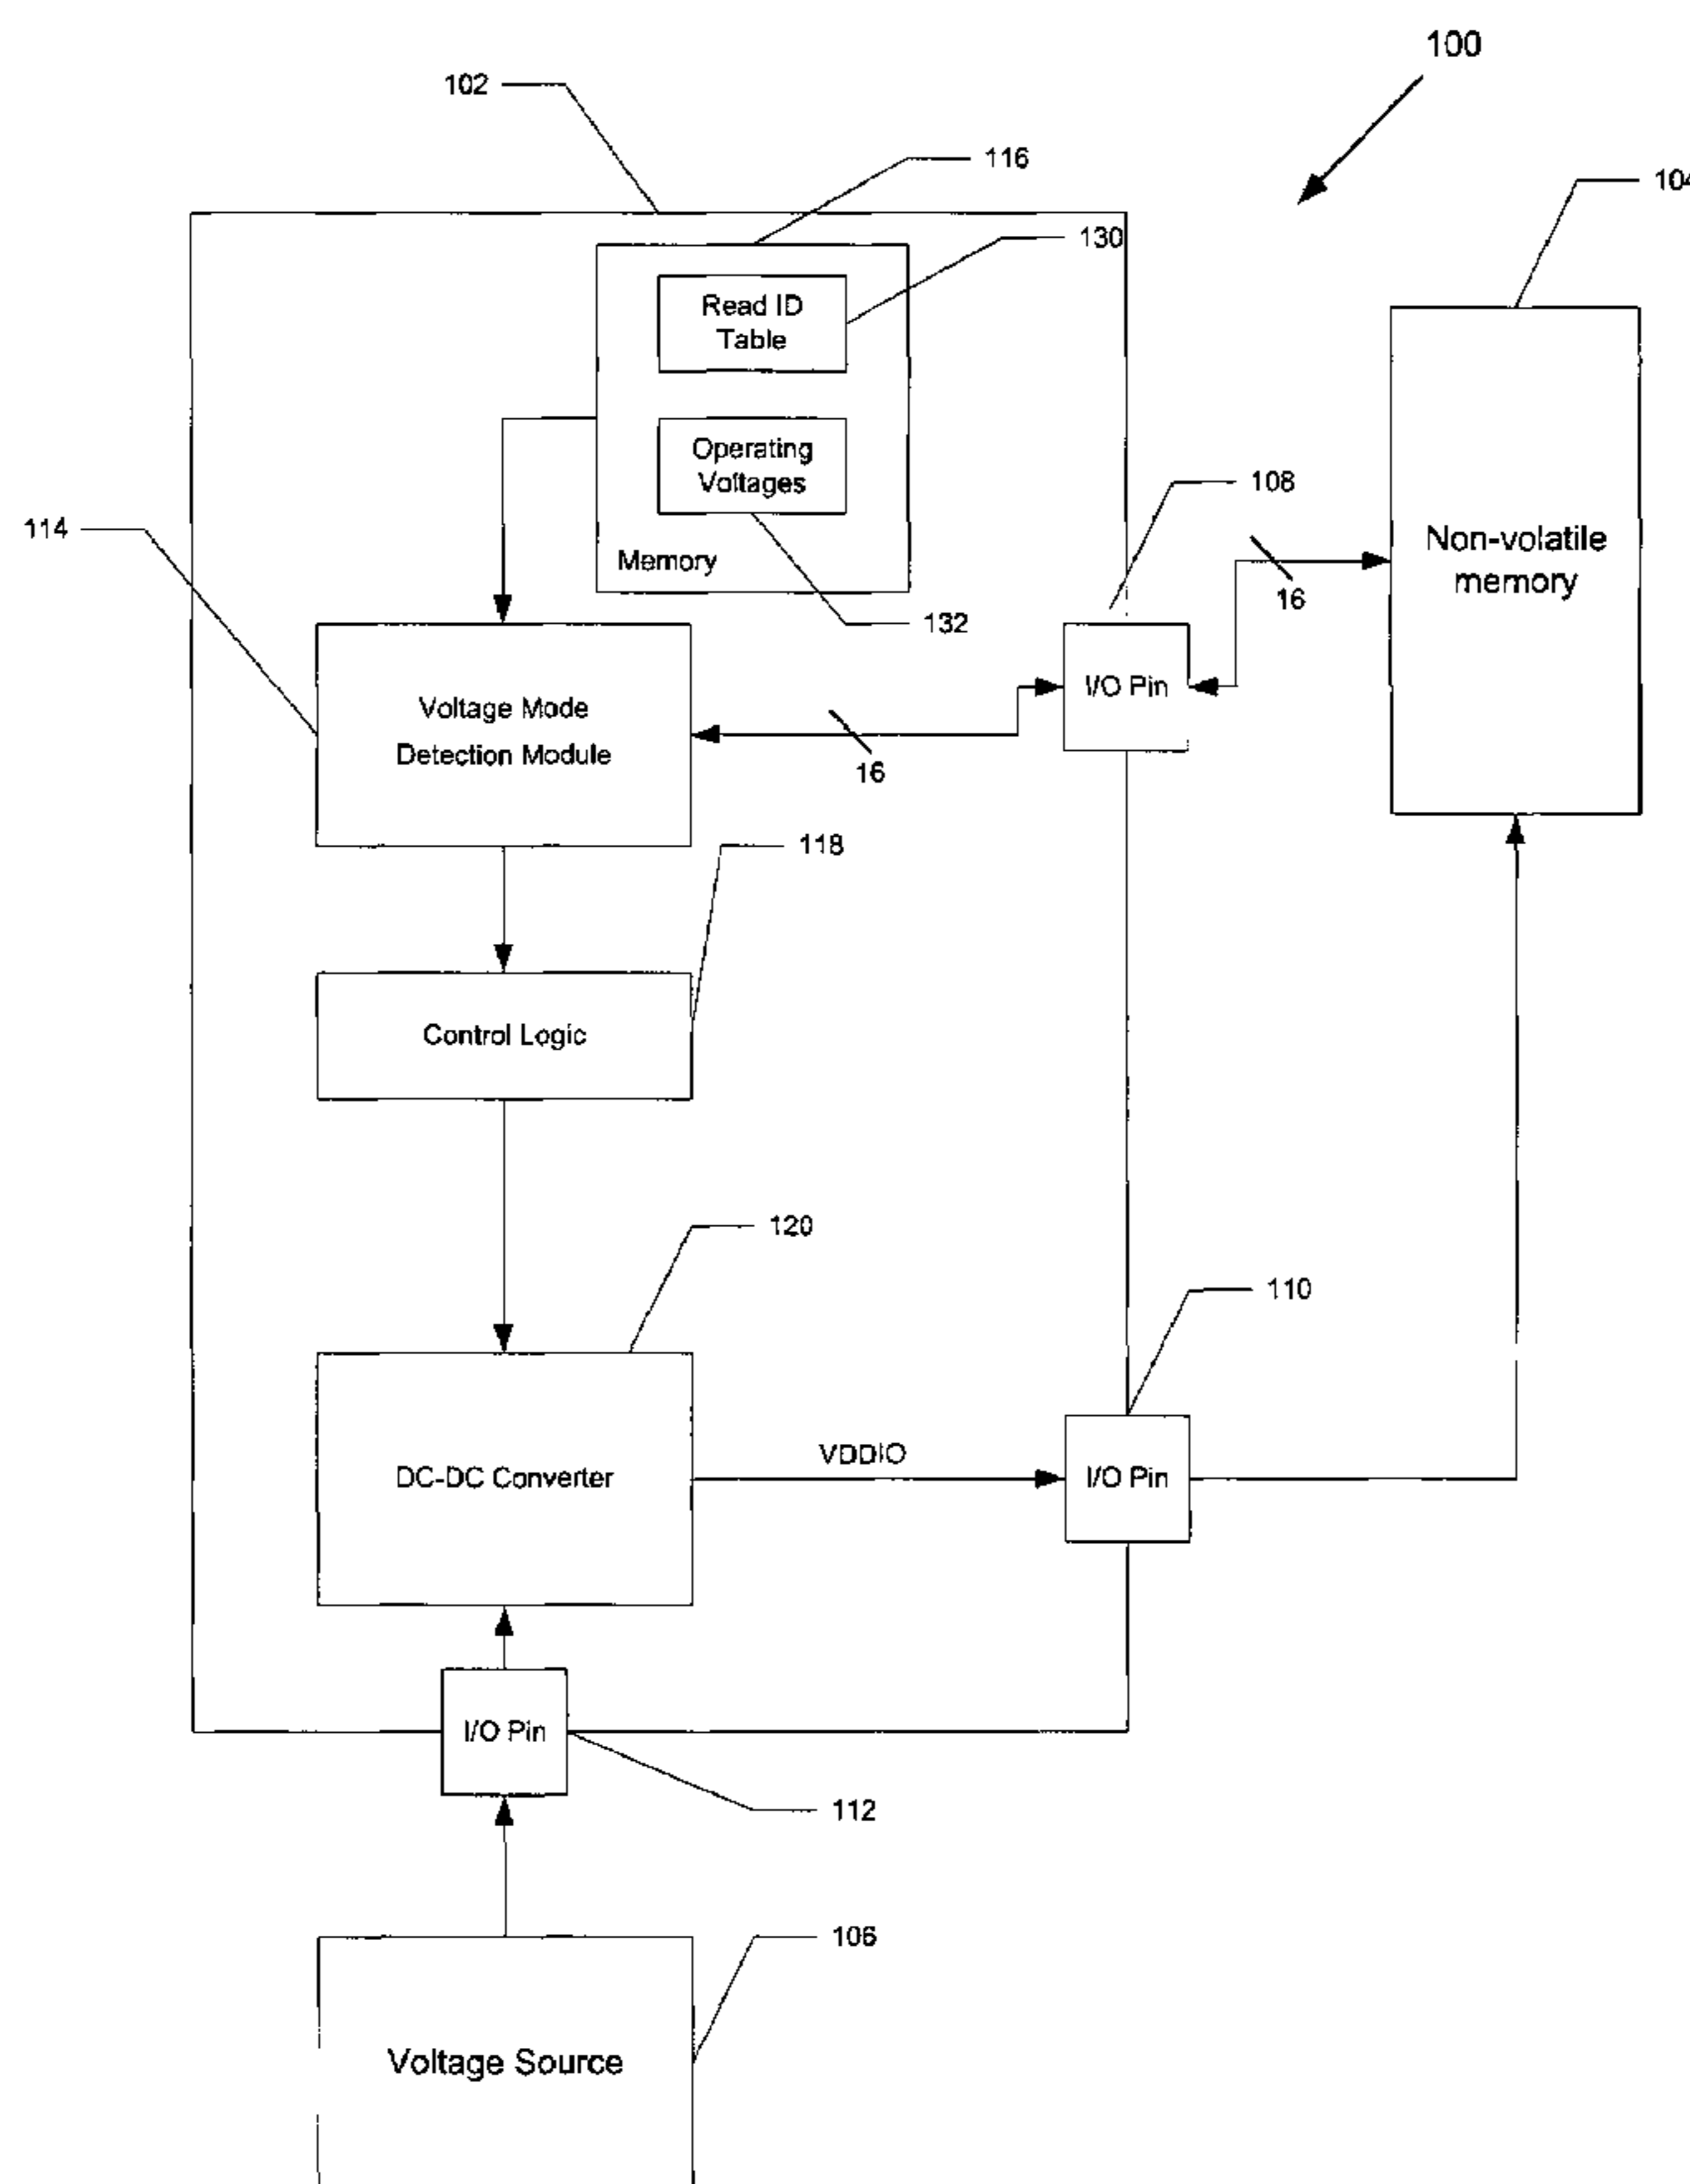 100
102
116
104
130
Read ID
Table
Operating
Voltages
108
114
Non-volatile
memory
Memory
16
132
I/O Pin
Voltage Mode
Detection Module
16
118
Control Logic
120
110
VDDIO
DC-DC Converter
I/O Pin
I/O Pin
112
106
Voltage Source